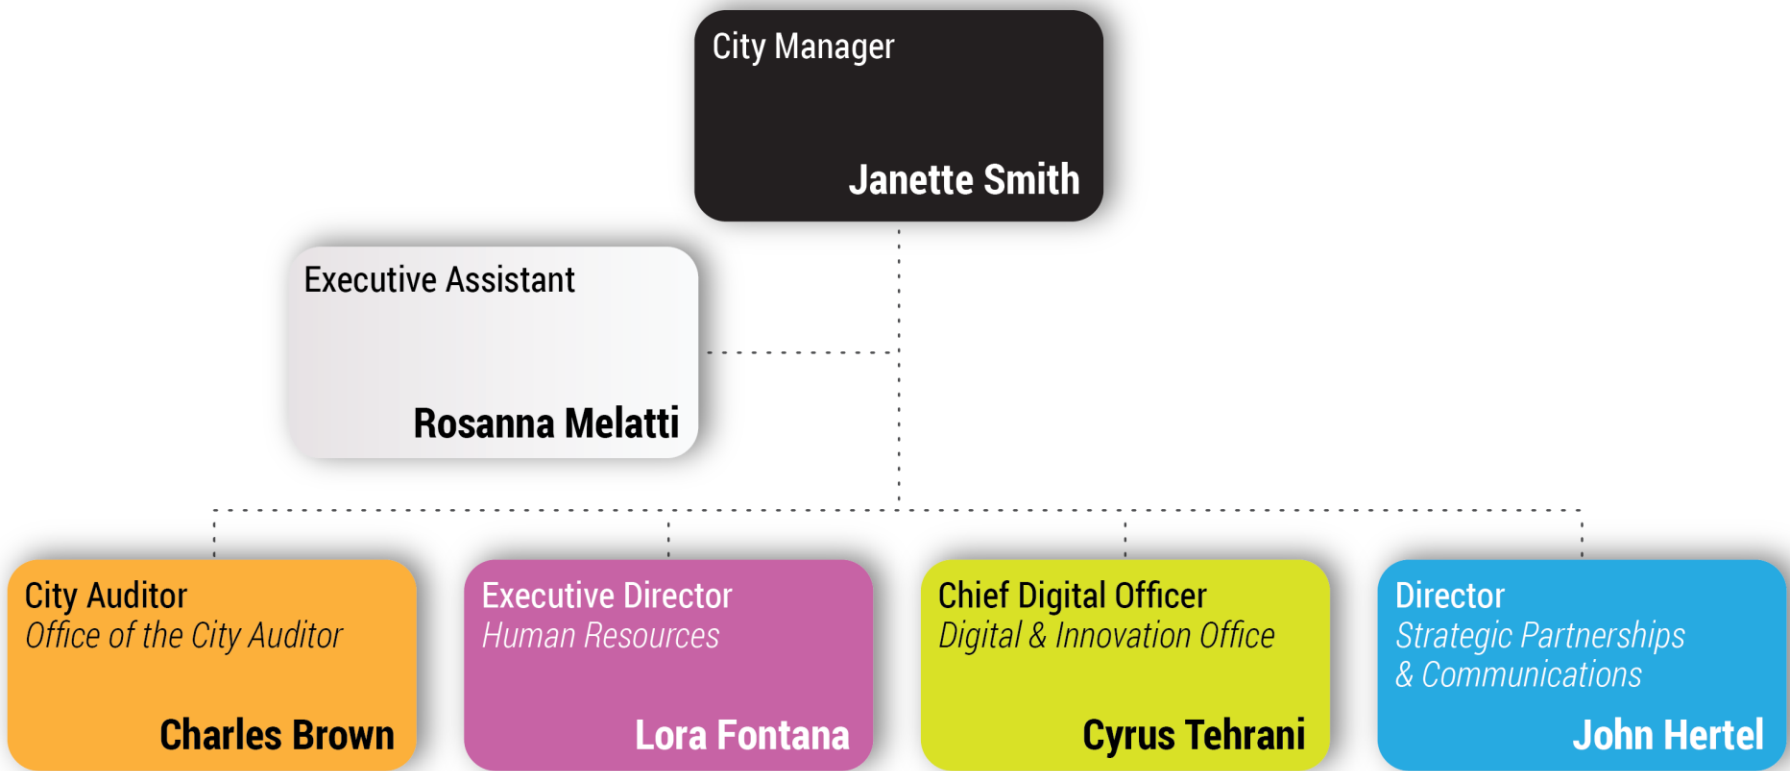 City Manager
Janette Smith
Executive Assistant
Rosanna Melatti
City Auditor
Office of the City Auditor
Charles Brown
Executive Director
Human Resources
Lora Fontana
Chief Digital Officer
Digital & Innovation Office
Cyrus Tehrani
Director
Strategic Partnerships
& Communications
John Hertel